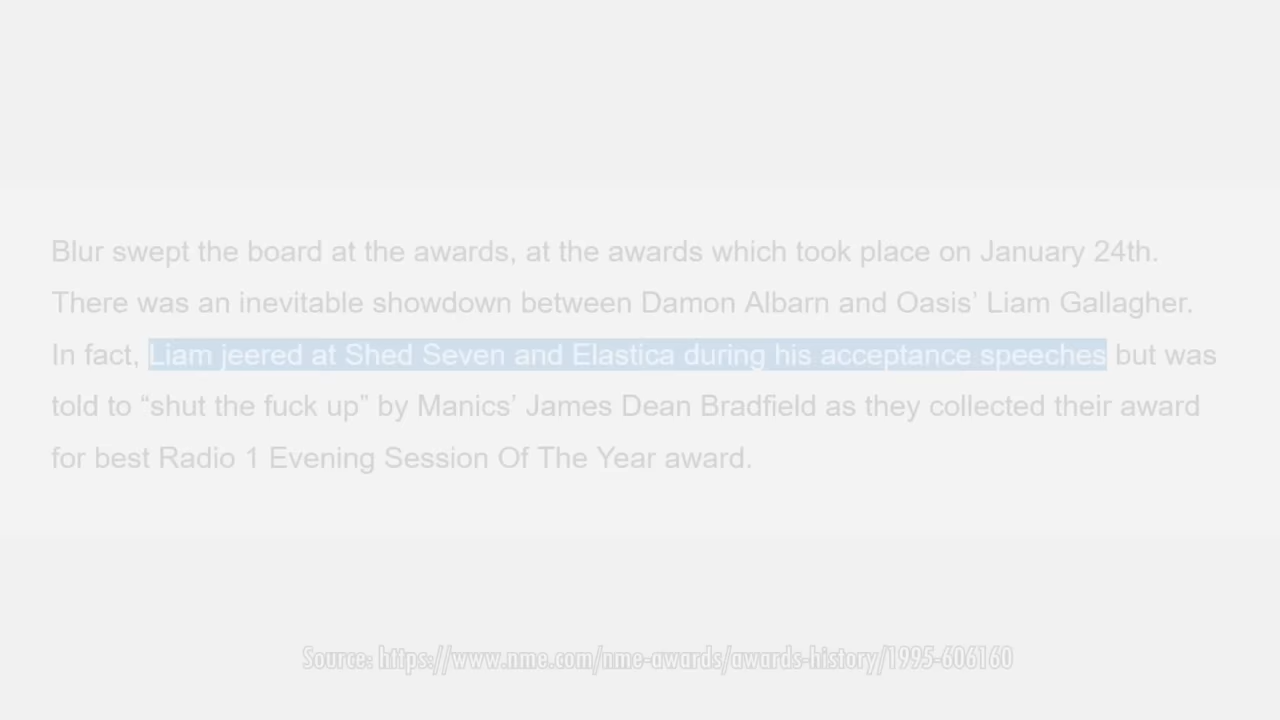 Blur swept the board at the awards, at the awards which took place on January 24th.
There was an inevitable showdown between Damon Albarn and Oasis’ Liam Gallagher.
In fact, Liam jeered at Shed Seven and Elastica during his acceptance speeches but was
told to “shut the fuck up” by Manics’ James Dean Bradfield as they collected their award
for best Radio 1 Evening Session Of The Year award.
Source: https://www.nme.com/nme-awards/awards-history/1995-606160